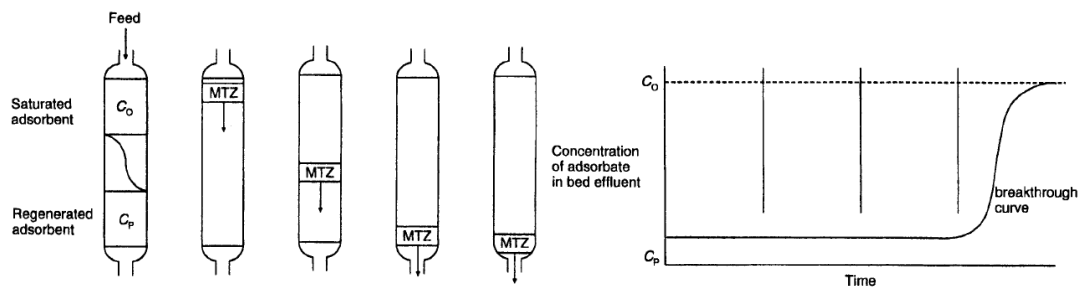 Feed
Saturated
adsorbent
C_O
Regenerated
adsorbent
C_P
MTZ
MTZ
MTZ
MTZ
Concentration
of adsorbate
in bed effluent
C_O
C_P
breakthrough
curve
Time